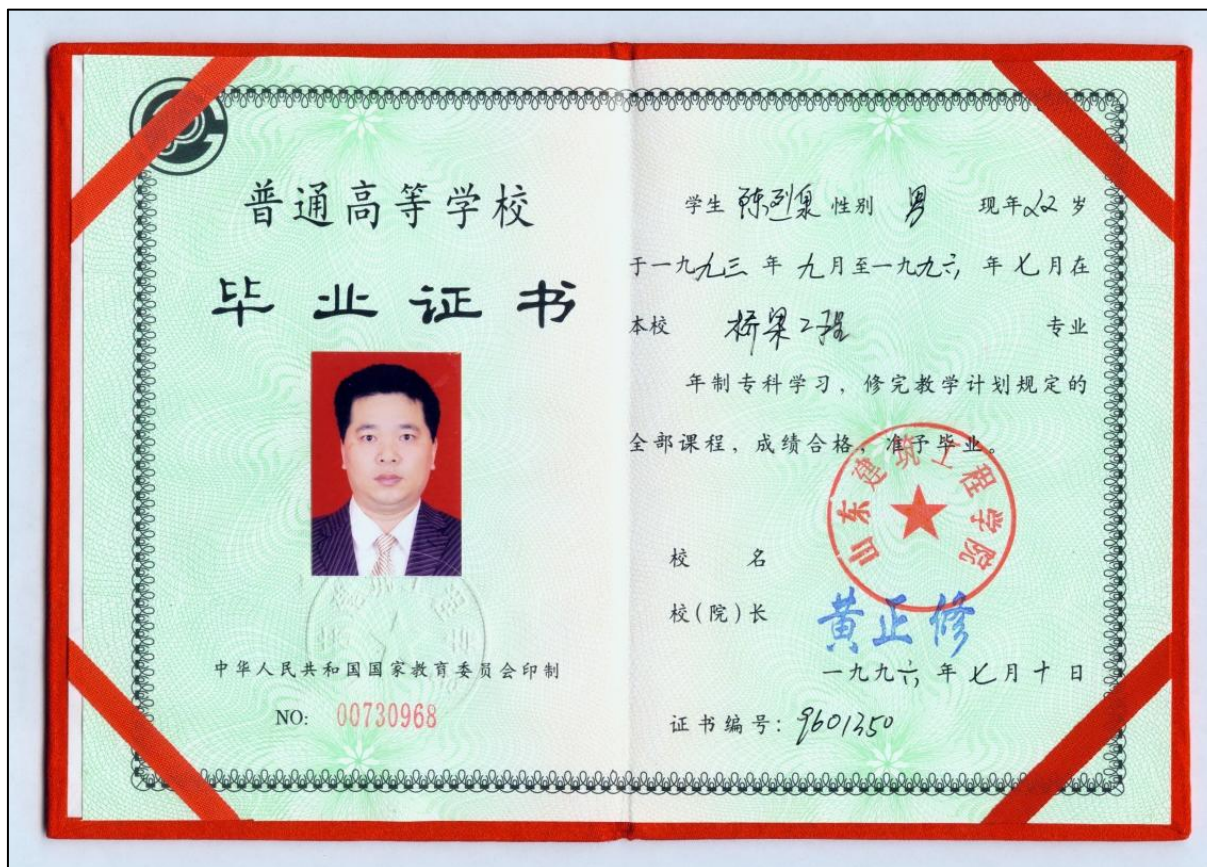 普通高等学校
毕业证书
中华人民共和国国家教育委员会印制
NO: 00730968
学生 陈烈泉 性别 男 现年22岁
于一九九三年九月至一九九六年七月在
本校 桥梁工程 专业
年制专科学习，修完教学计划规定的
全部课程，成绩合格，准予毕业。
山东建筑工程学院
校 名
校(院)长 黄正修
一九九六年七月十日
证书编号：9601350